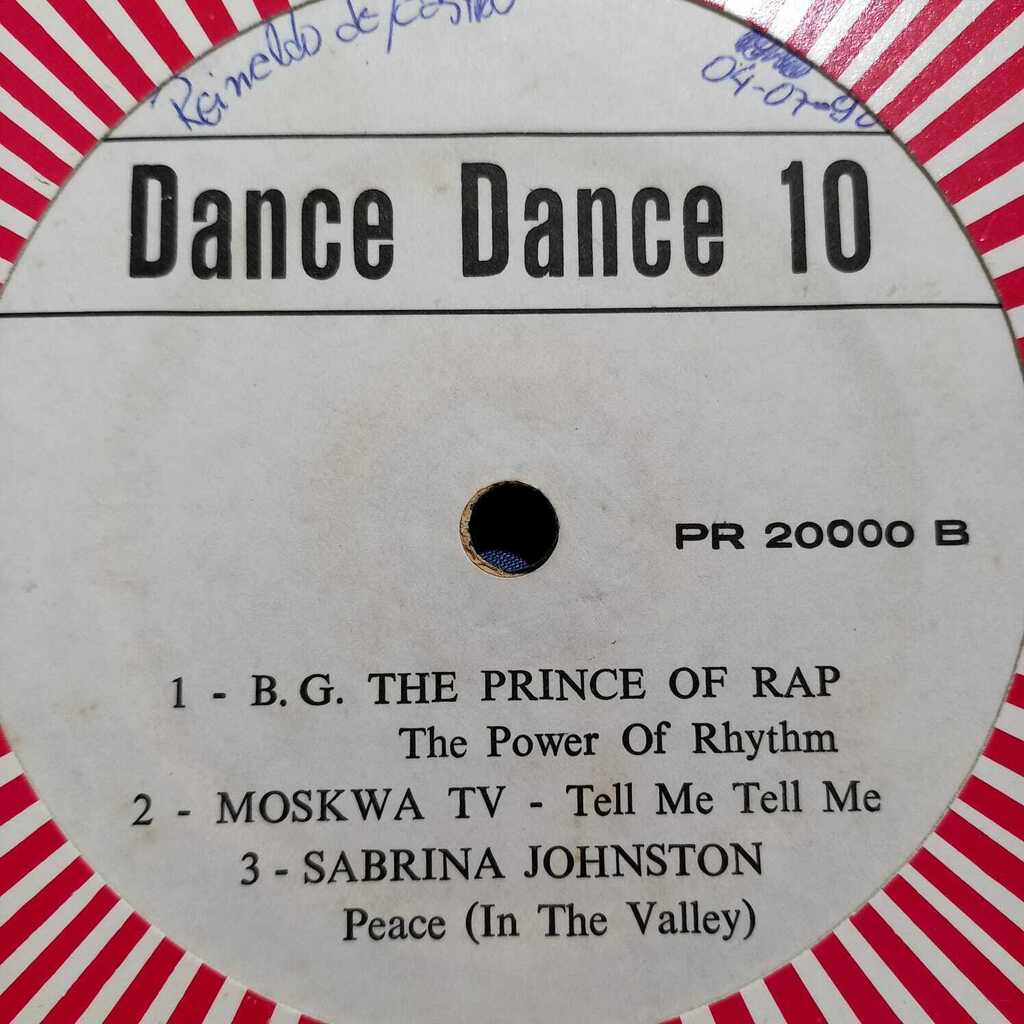 Reinaldo de Castro
04-07-90
Dance Dance 10
PR 20000 B
1 - B. G. THE PRINCE OF RAP
The Power Of Rhythm
2 - MOSKWA TV - Tell Me Tell Me
3 - SABRINA JOHNSTON
Peace (In The Valley)